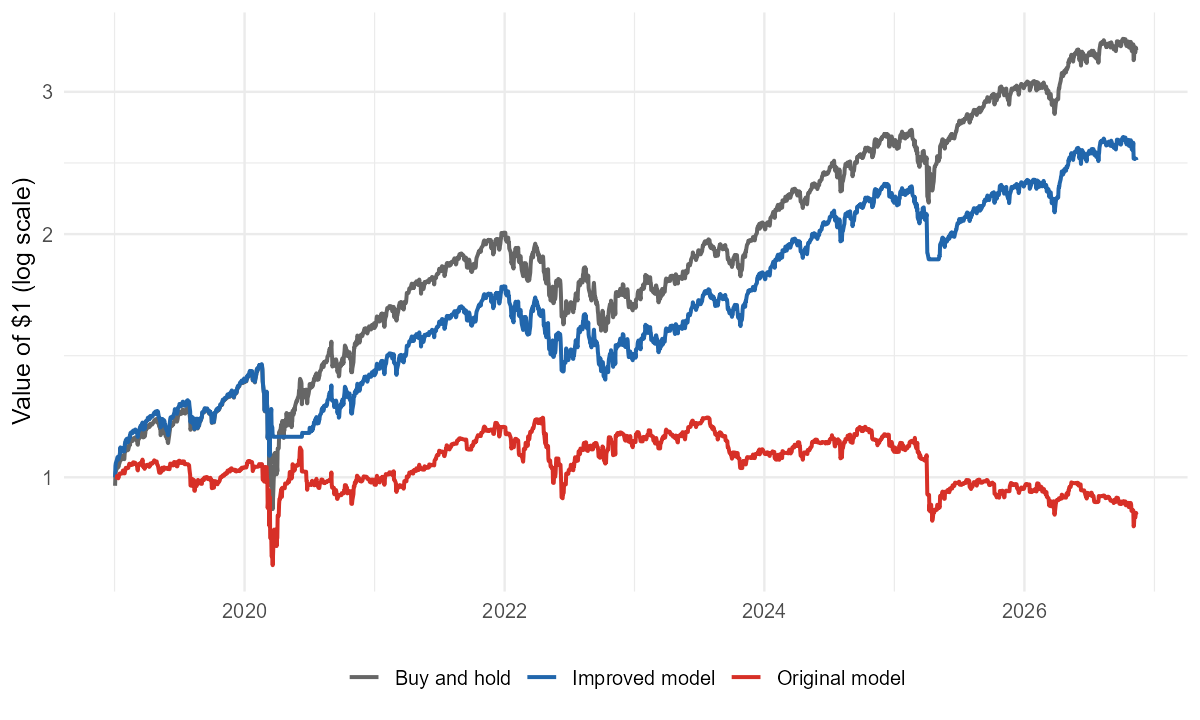 Value of $1 (log scale)
3
2
1
2020 2022 2024 2026
Buy and hold Improved model Original model